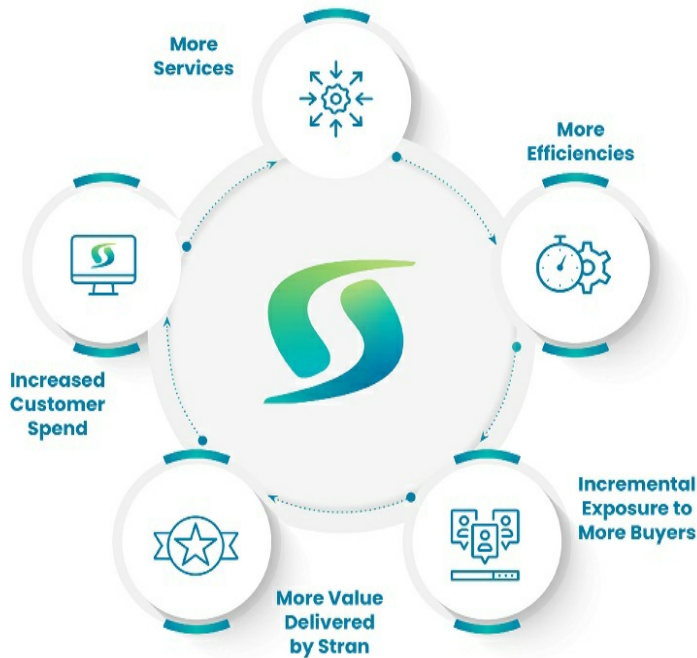 More
Services
More
Efficiencies
Incremental
Exposure to
More Buyers
More Value
Delivered
by Stran
Increased
Customer
Spend